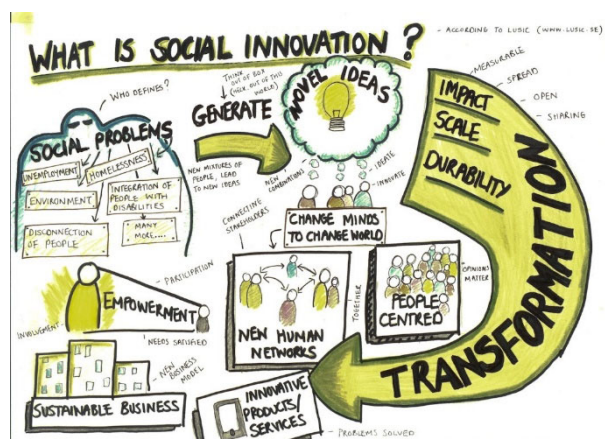 WHAT IS SOCIAL INNOVATION?
- ACCORDING TO LUSIC (WWW.LUSIC.SE)
WHO DEFINES?
SOCIAL PROBLEMS
UNEMPLOYMENT
HOMELESSNESS
ENVIRONMENT
INTEGRATION OF
PEOPLE WITH
DISABILITIES
DISCONNECTION
OF PEOPLE
MANY
MORE....
THINK
OUT OF BOX
OUT OF THIS
WORLD)
GENERATE
NEW MIXTURES
OF PEOPLE, LEAD
TO NEW IDEAS
NOVEL IDEAS
NEW
COMBINATIONS
IDEATE
INNOVATE
CHANGE MINDS
TO CHANGE WORLD
IMPACT
SCALE
DURABILITY
MEASURABLE
SPREAD
OPEN
SHARING
TRANSFORMATION
CONNECTING
STAKEHOLDERS
NEW HUMAN
NETWORKS
TOGETHER
PEOPLE
CENTRED
OPINIONS
MATTER
- PARTICIPATION
EMPOWERMENT
INVOLVEMENT
NEEDS SATISFIED
- NEW
BUSINESS
MODEL
SUSTAINABLE BUSINESS
INNOVATIVE
PRODUCTS/
SERVICES
- PROBLEMS SOLVED